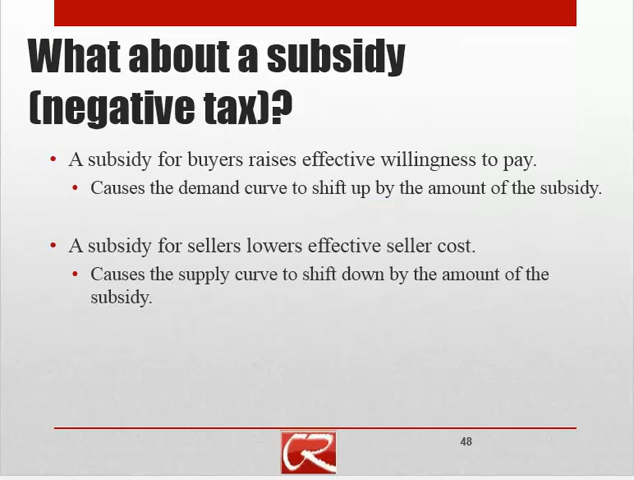 What about a subsidy
(negative tax)?
• A subsidy for buyers raises effective willingness to pay.
• Causes the demand curve to shift up by the amount of the subsidy.
• A subsidy for sellers lowers effective seller cost.
• Causes the supply curve to shift down by the amount of the
subsidy.
48
CR